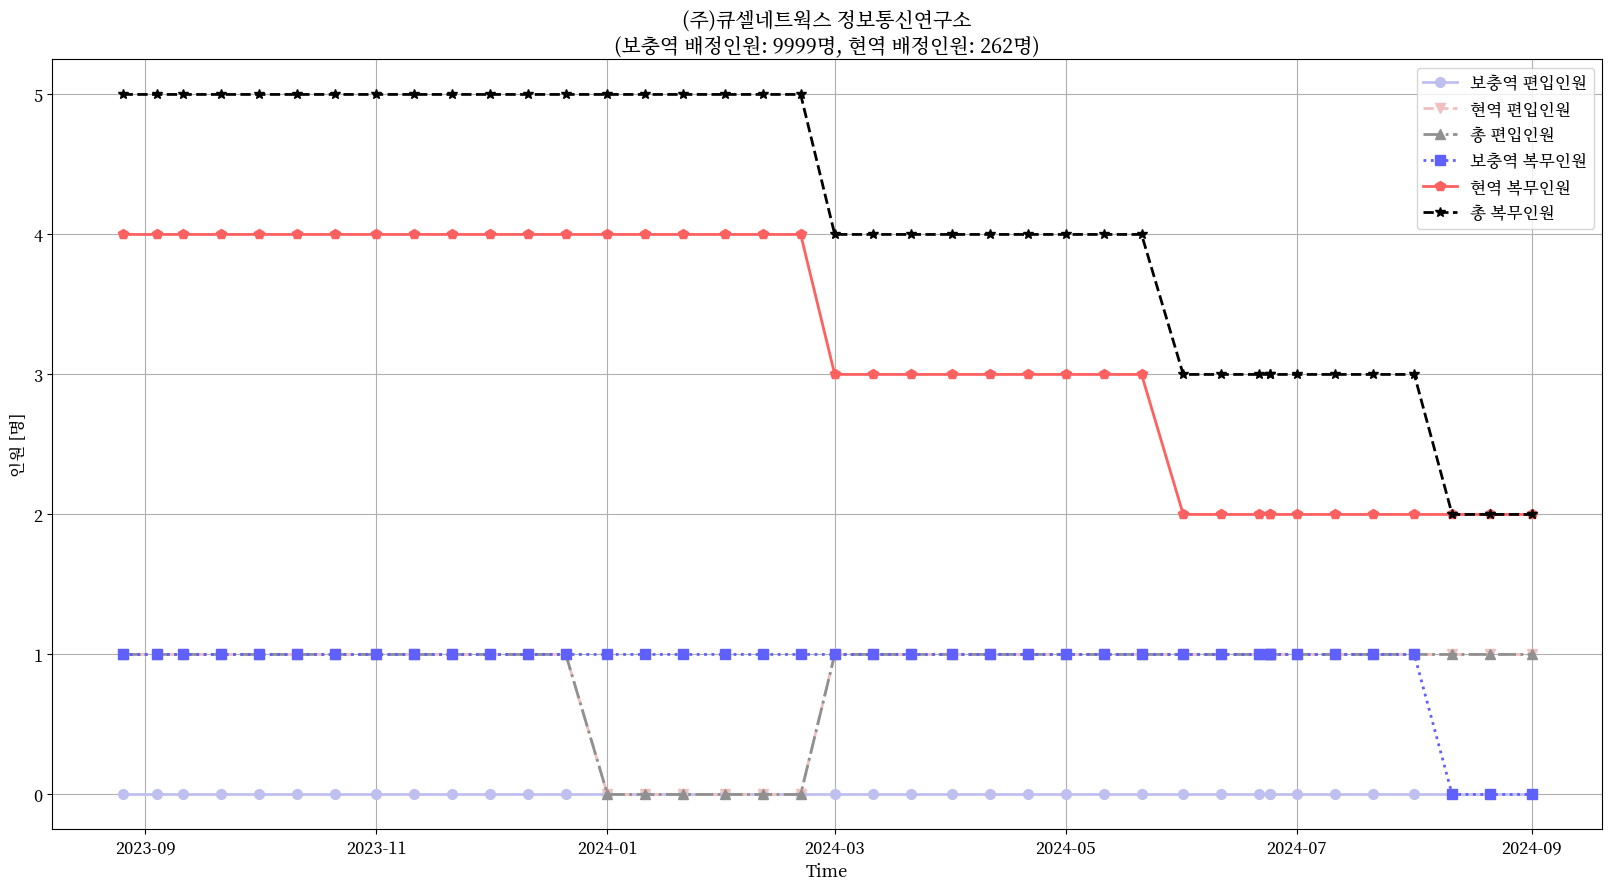 (주)큐셀네트웍스 정보통신연구소
(보충역 배정인원: 9999명, 현역 배정인원: 262명)
보충역 편입인원
현역 편입인원
총 편입인원
보충역 복무인원
현역 복무인원
총 복무인원
인원 [명]
5
4
3
2
1
0
2023-09 2023-11 2024-01 2024-03 2024-05 2024-07 2024-09
Time